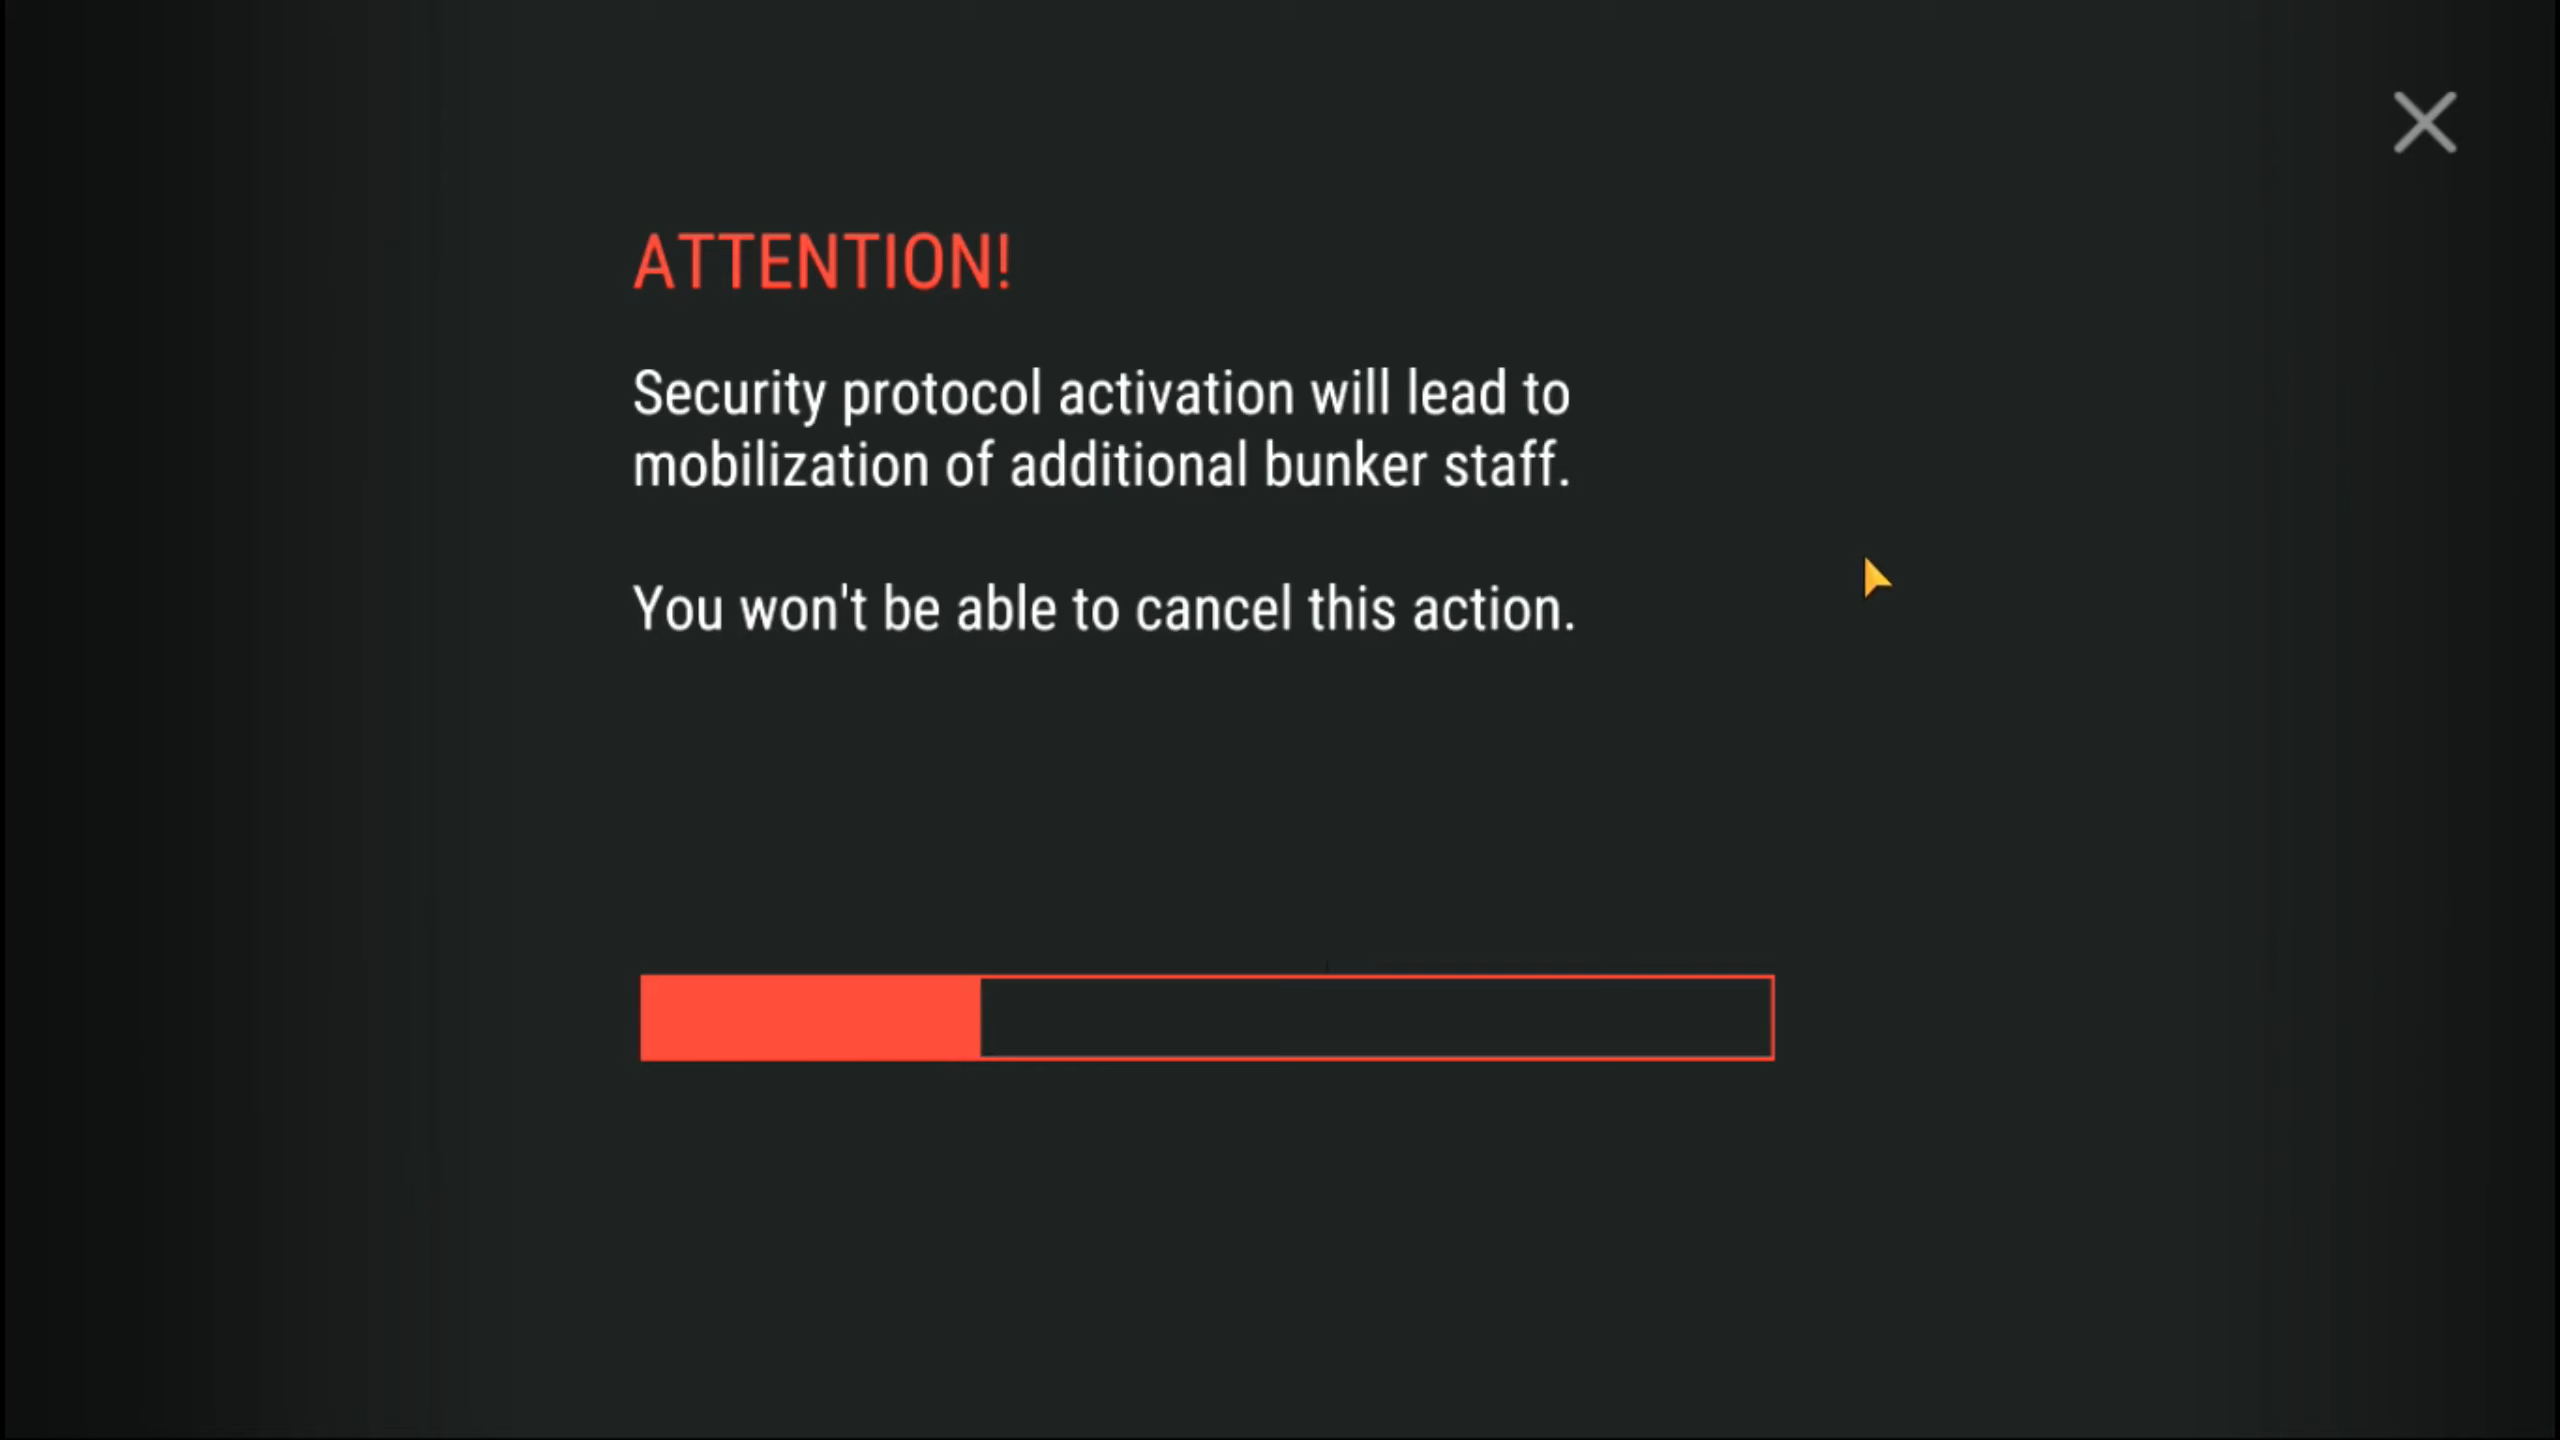 ATTENTION!
Security protocol activation will lead to
mobilization of additional bunker staff.
You won't be able to cancel this action.